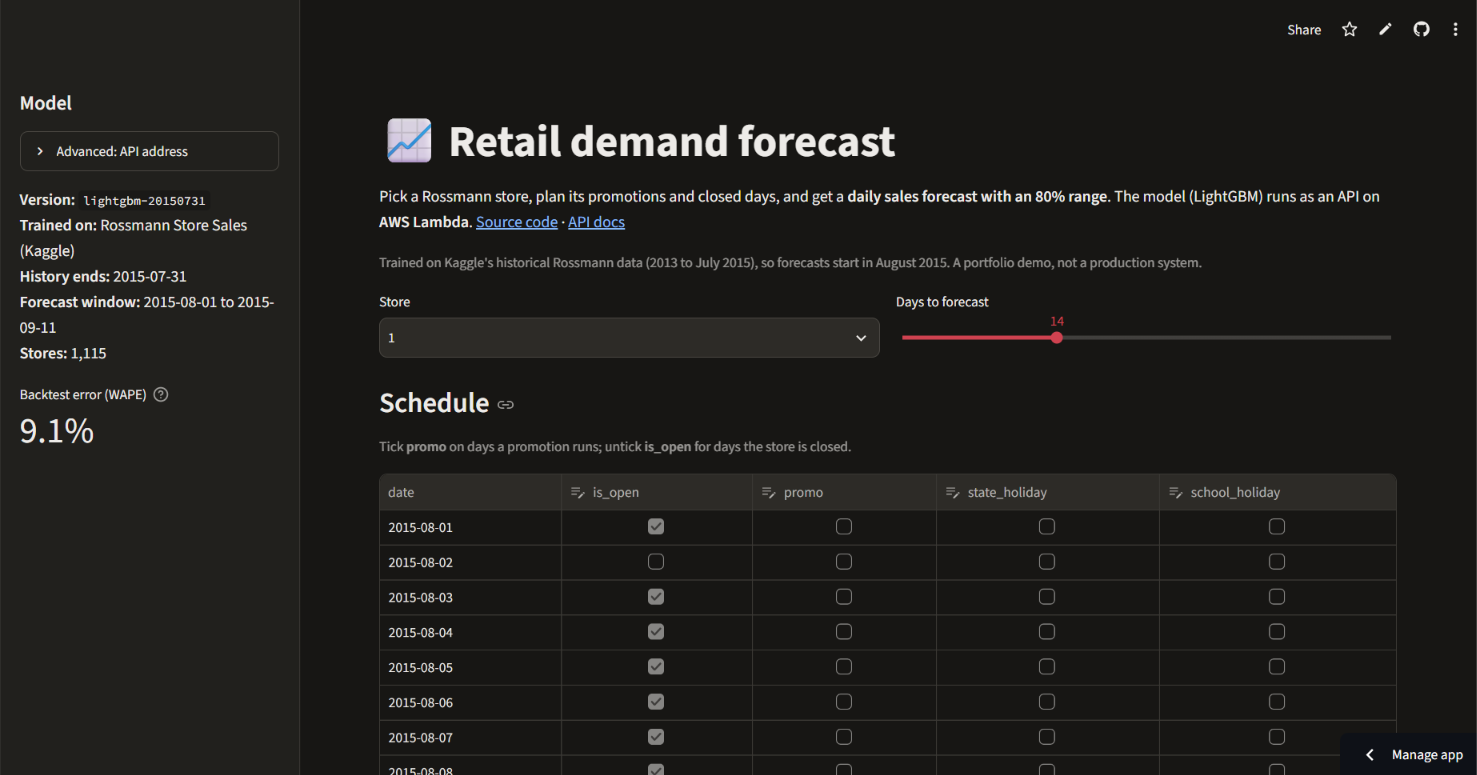 Share
Model
Advanced: API address
Version: lightgbm-20150731
Trained on: Rossmann Store Sales
(Kaggle)
History ends: 2015-07-31
Forecast window: 2015-08-01 to 2015-
09-11
Stores: 1,115
Backtest error (WAPE)
9.1%
Retail demand forecast
Pick a Rossmann store, plan its promotions and closed days, and get a daily sales forecast with an 80% range. The model (LightGBM) runs as an API on
AWS Lambda. Source code · API docs
Trained on Kaggle's historical Rossmann data (2013 to July 2015), so forecasts start in August 2015. A portfolio demo, not a production system.
Store
1
Days to forecast
14
Schedule
Tick promo on days a promotion runs; untick is_open for days the store is closed.
date is_open promo state_holiday school_holiday
2015-08-01
2015-08-02
2015-08-03
2015-08-04
2015-08-05
2015-08-06
2015-08-07
2015-08-08
Manage app